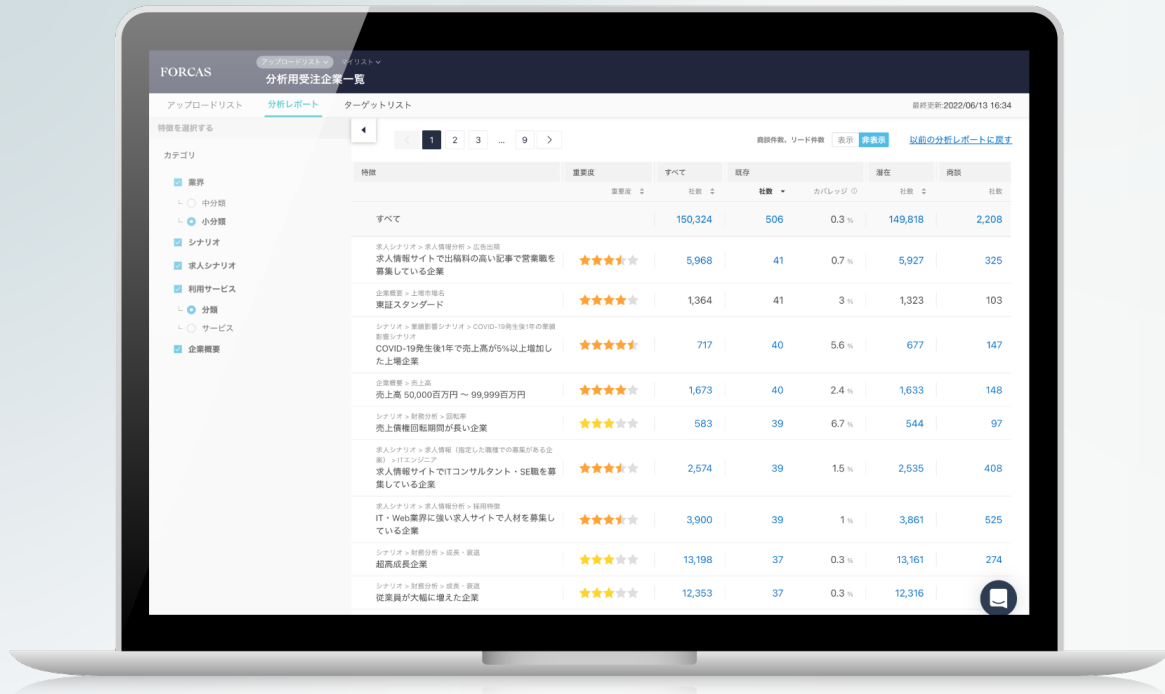 FORCAS
アップロードリスト マイリスト
分析用受注企業一覧
アップロードリスト 分析レポート ターゲットリスト 最終更新:2022/06/13 16:34
特徴を選択する
1 2 3 … 9 商談件数、リード件数 表示 非表示 以前の分析レポートに戻す
カテゴリ
業界
中分類
小分類
シナリオ
求人シナリオ
利用サービス
分類
サービス
企業概要
特徴 重要度 すべて 既存 潜在 商談
重要度 社数 社数 カバレッジ 社数 社数
すべて 150,324 506 0.3 % 149,818 2,208
求人シナリオ > 求人情報分析 > 広告出稿
求人情報サイトで出稿料の高い記事で営業職を
募集している企業
5,968 41 0.7 % 5,927 325
企業概要 > 上場市場名
東証スタンダード
1,364 41 3 % 1,323 103
シナリオ > 業績影響シナリオ > COVID-19発生後1年の業績
影響シナリオ
COVID-19発生後1年で売上高が5%以上増加し
た上場企業
717 40 5.6 % 677 147
企業概要 > 売上高
売上高 50,000百万円 〜 99,999百万円
1,673 40 2.4 % 1,633 148
シナリオ > 財務分析 > 回転率
売上債権回転期間が長い企業
583 39 6.7 % 544 97
求人シナリオ > 求人情報（指定した職種での募集がある企
業） > ITエンジニア
求人情報サイトでITコンサルタント・SE職を募
集している企業
2,574 39 1.5 % 2,535 408
求人シナリオ > 求人情報分析 > 採用特徴
IT・Web業界に強い求人サイトで人材を募集し
ている企業
3,900 39 1 % 3,861 525
シナリオ > 財務分析 > 成長・衰退
超高成長企業
13,198 37 0.3 % 13,161 274
シナリオ > 財務分析 > 成長・衰退
従業員が大幅に増えた企業
12,353 37 0.3 % 12,316